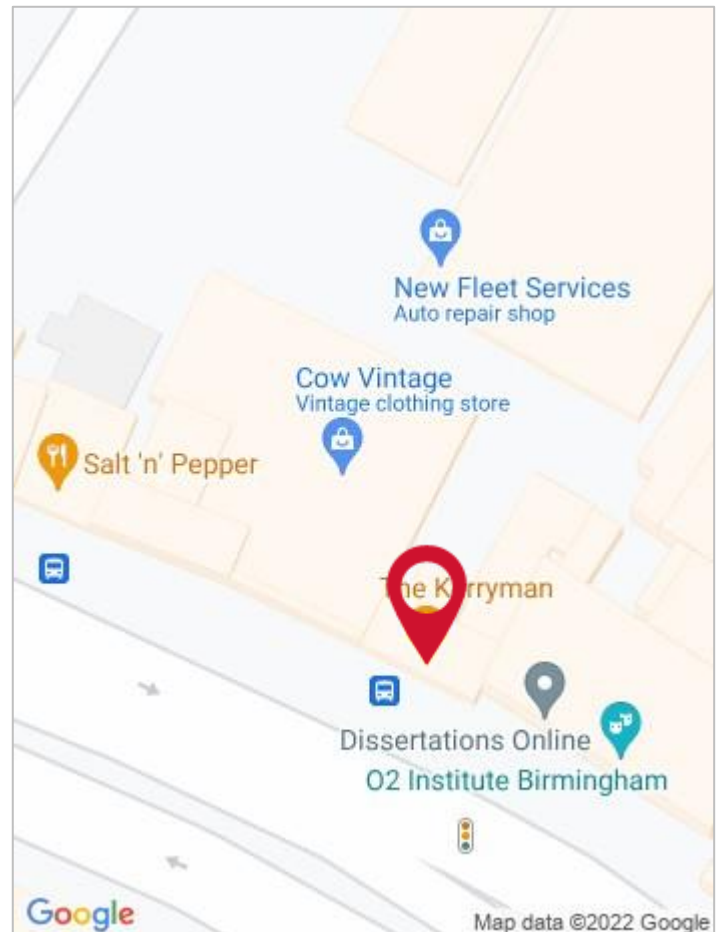 New Fleet Services
Auto repair shop
Cow Vintage
Vintage clothing store
Salt 'n' Pepper
The Kerryman
Dissertations Online
O2 Institute Birmingham
Google
Map data ©2022 Google